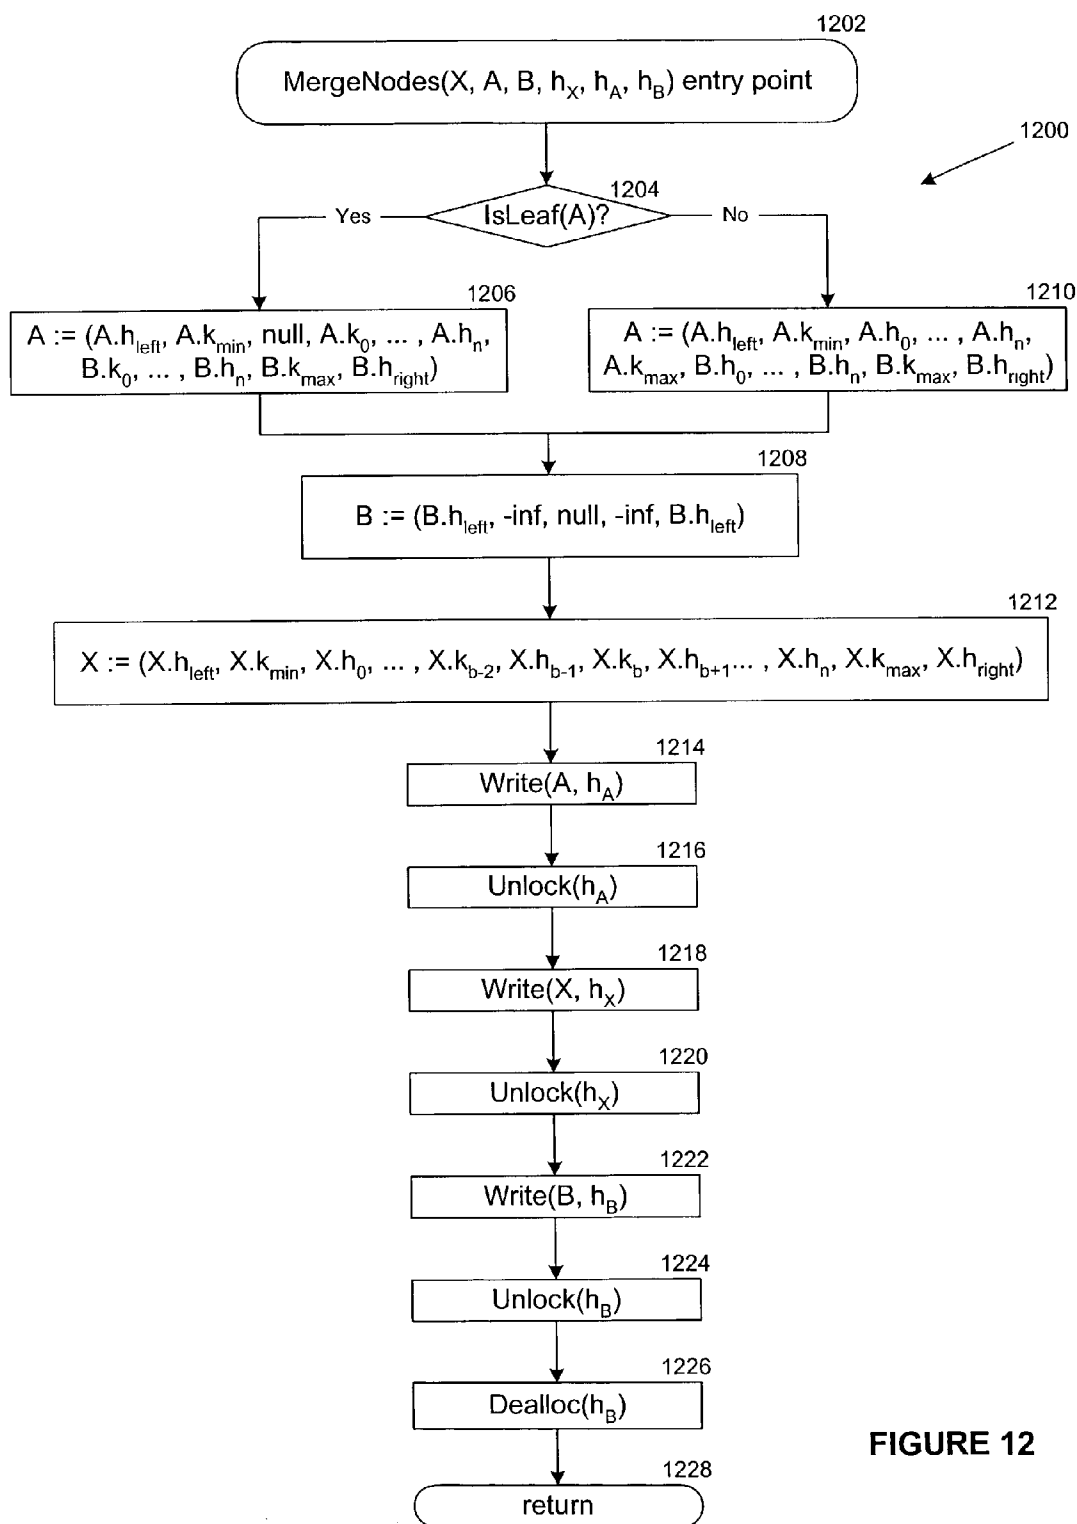 1202
MergeNodes(X, A, B, hX, hA, hB) entry point
1200
1204
IsLeaf(A)?
Yes
No
1206
A := (A.hleft, A.kmin, null, A.k0, ... , A.hn,
B.k0, ... , B.hn, B.kmax, B.hright)
1210
A := (A.hleft, A.kmin, A.h0, ... , A.hn,
A.kmax, B.h0, ... , B.hn, B.kmax, B.hright)
1208
B := (B.hleft, -inf, null, -inf, B.hleft)
1212
X := (X.hleft, X.kmin, X.h0, ... , X.kb-2, X.hb-1, X.kb, X.hb+1... , X.hn, X.kmax, X.hright)
1214
Write(A, hA)
1216
Unlock(hA)
1218
Write(X, hX)
1220
Unlock(hX)
1222
Write(B, hB)
1224
Unlock(hB)
1226
Dealloc(hB)
1228
return
FIGURE 12